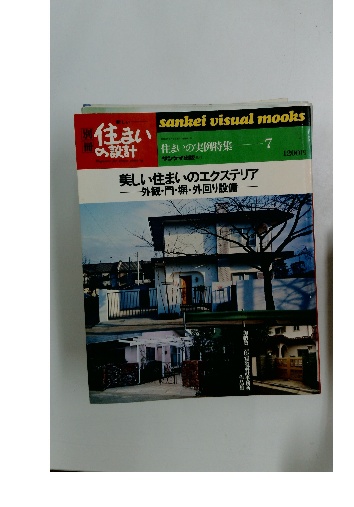 sankei visual mooks
別冊
住まい
の設計
住まいの実例特集 7
サンケイ出版
1200円
美しい住まいのエクステリア
—外観・門・塀・外回り設備—